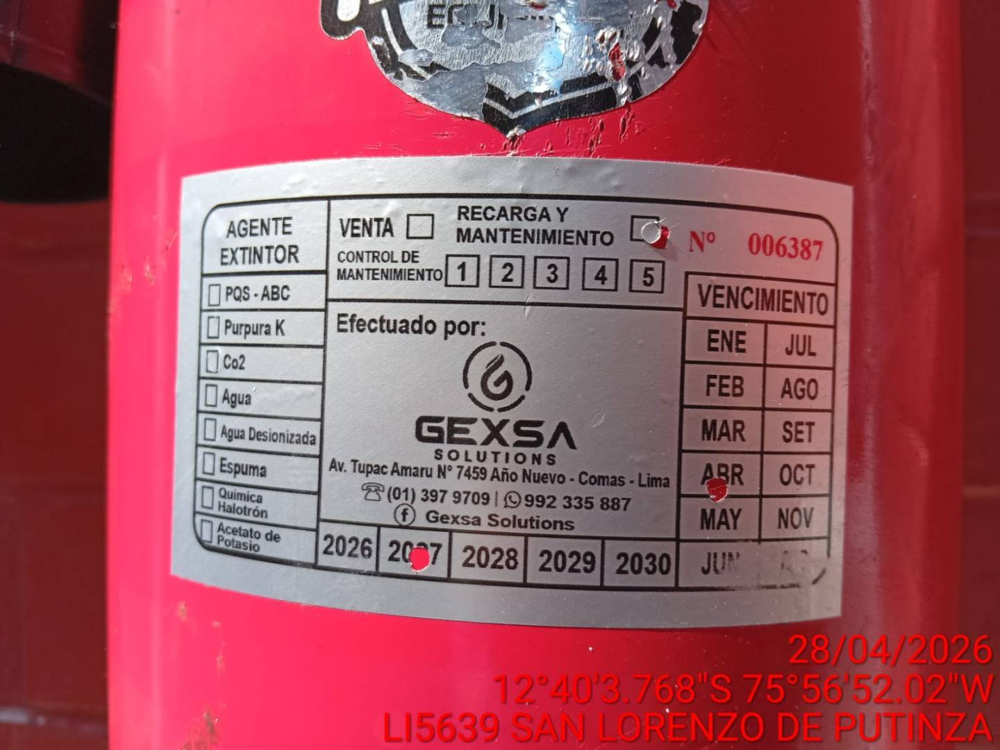 AGENTE
EXTINTOR
PQS - ABC
Purpura K
Co2
Agua
Agua Desionizada
Espuma
Quimica
Halotrón
Acetato de
Potasio
VENTA
RECARGA Y
MANTENIMIENTO
Nº 006387
CONTROL DE
MANTENIMIENTO
1 2 3 4 5
Efectuado por:
GEXSA
SOLUTIONS
Av. Tupac Amaru N° 7459 Año Nuevo - Comas - Lima
(01) 397 9709 | 992 335 887
Gexsa Solutions
2026 2027 2028 2029 2030
VENCIMIENTO
ENE JUL
FEB AGO
MAR SET
ABR OCT
MAY NOV
JUN
28/04/2026
12°40'3.768"S 75°56'52.02"W
LI5639 SAN LORENZO DE PUTINZA